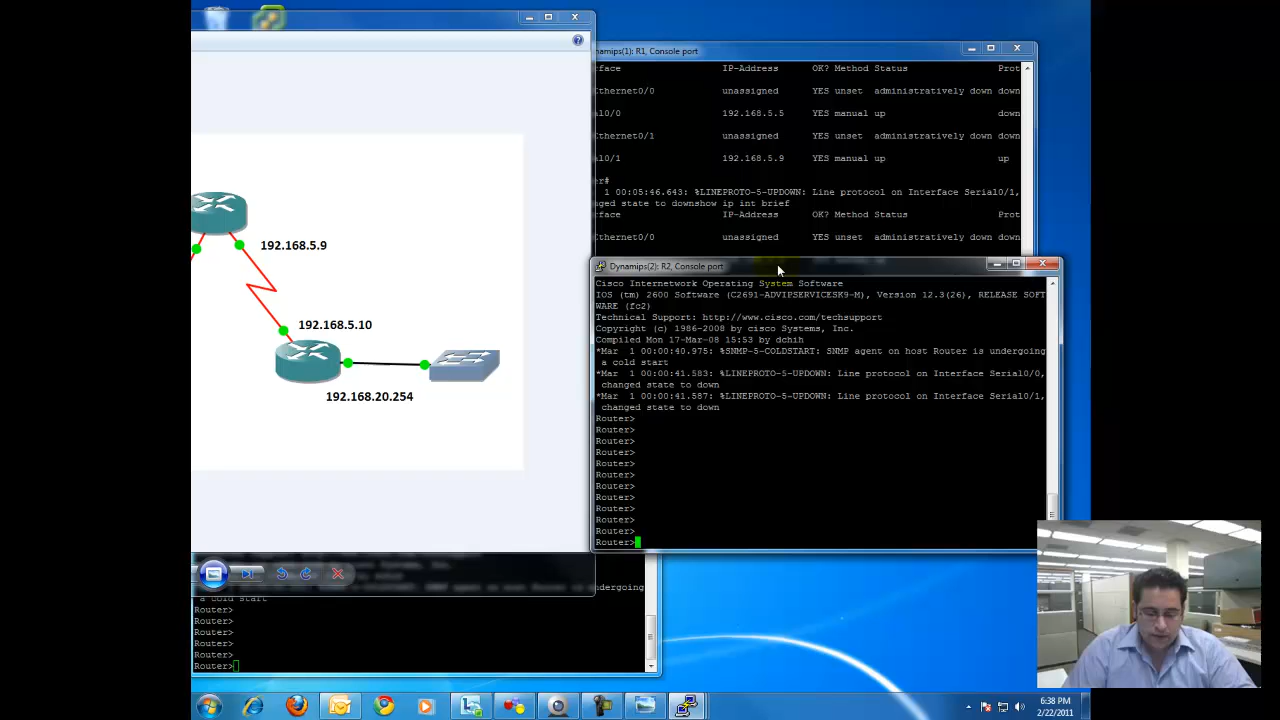 192.168.5.9
192.168.5.10
192.168.20.254
Router>
Router>
Router>
Router>
Router>
Router>
a cold start
undergoing
namips(1): R1, Console port
rface IP-Address OK? Method Status Prot
Ethernet0/0 unassigned YES unset administratively down down
al0/0 192.168.5.5 YES manual up down
Ethernet0/1 unassigned YES unset administratively down down
al0/1 192.168.5.9 YES manual up up
er#
1 00:05:46.643: %LINEPROTO-5-UPDOWN: Line protocol on Interface Serial0/1,
nged state to downshow ip int brief
rface IP-Address OK? Method Status Prot
Ethernet0/0 unassigned YES unset administratively down down
Dynamips(2): R2, Console port
Cisco Internetwork Operating System Software
IOS (tm) 2600 Software (C2691-ADVIPSERVICESK9-M), Version 12.3(26), RELEASE SOFT
WARE (fc2)
Technical Support: http://www.cisco.com/techsupport
Copyright (c) 1986-2008 by cisco Systems, Inc.
Compiled Mon 17-Mar-08 15:53 by dchih
*Mar 1 00:00:40.975: %SNMP-5-COLDSTART: SNMP agent on host Router is undergoing
a cold start
*Mar 1 00:00:41.583: %LINEPROTO-5-UPDOWN: Line protocol on Interface Serial0/0,
changed state to down
*Mar 1 00:00:41.587: %LINEPROTO-5-UPDOWN: Line protocol on Interface Serial0/1,
changed state to down
Router>
Router>
Router>
Router>
Router>
Router>
Router>
Router>
Router>
Router>
Router>
Router>
6:38 PM
2/22/2011